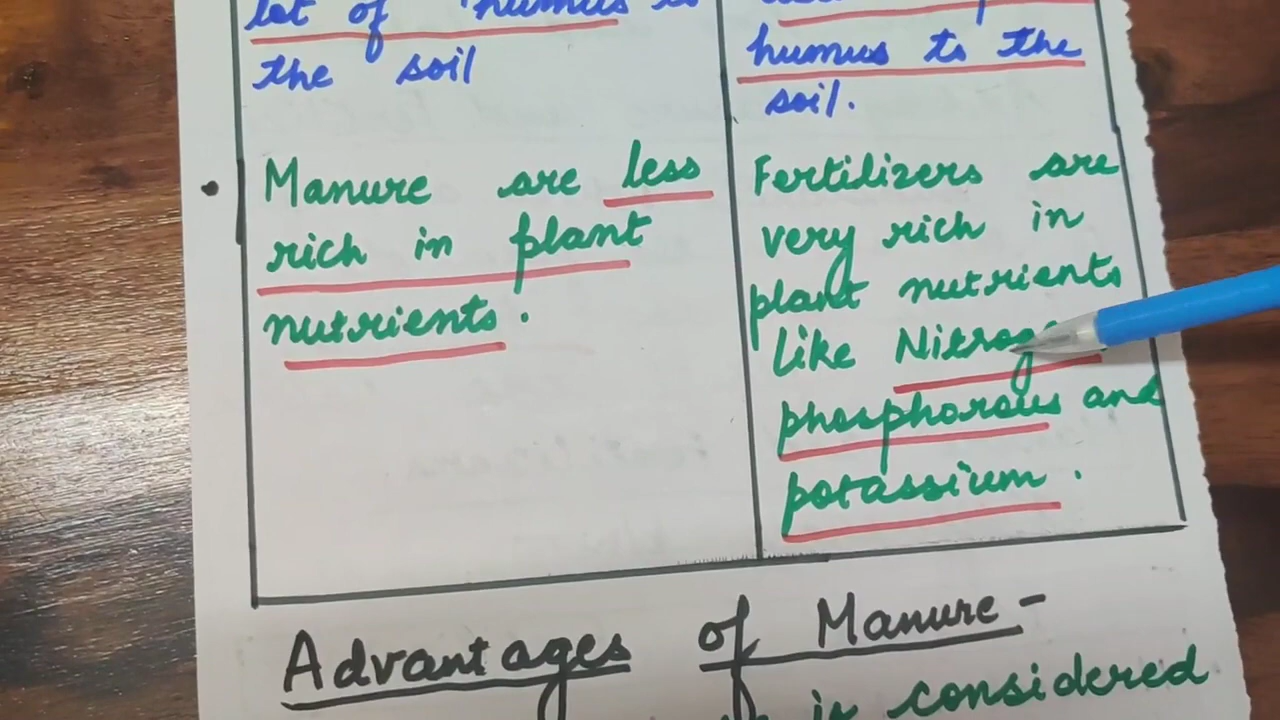 lot of humus to
the soil
humus to the
soil.
• Manure are less
rich in plant
nutrients.
Fertilizers are
very rich in
plant nutrients
like
phosphorous and
potassium.
Advantages of Manure -
is considered